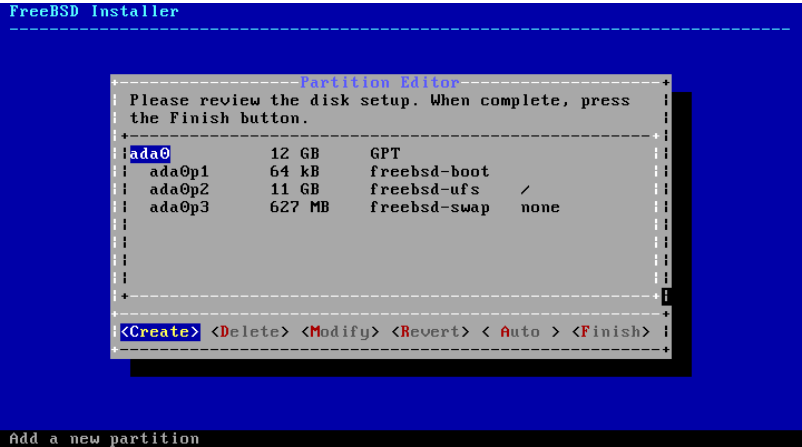 FreeBSD Installer
Partition Editor
Please review the disk setup. When complete, press
the Finish button.
ada0 12 GB GPT
ada0p1 64 kB freebsd-boot
ada0p2 11 GB freebsd-ufs /
ada0p3 627 MB freebsd-swap none
<Create> <Delete> <Modify> <Revert> < Auto > <Finish>
Add a new partition